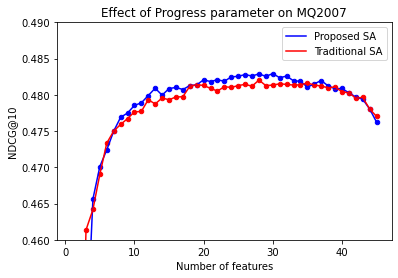 Effect of Progress parameter on MQ2007
NDCG@10
0.490
0.485
0.480
0.475
0.470
0.465
0.460
Proposed SA
Traditional SA
0 10 20 30 40
Number of features